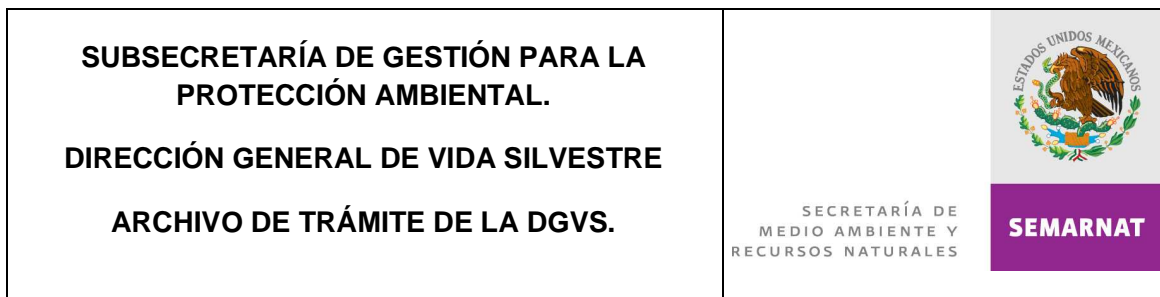 SUBSECRETARÍA DE GESTIÓN PARA LA
PROTECCIÓN AMBIENTAL.
DIRECCIÓN GENERAL DE VIDA SILVESTRE
ARCHIVO DE TRÁMITE DE LA DGVS.
ESTADOS UNIDOS MEXICANOS
SECRETARÍA DE
MEDIO AMBIENTE Y
RECURSOS NATURALES
SEMARNAT